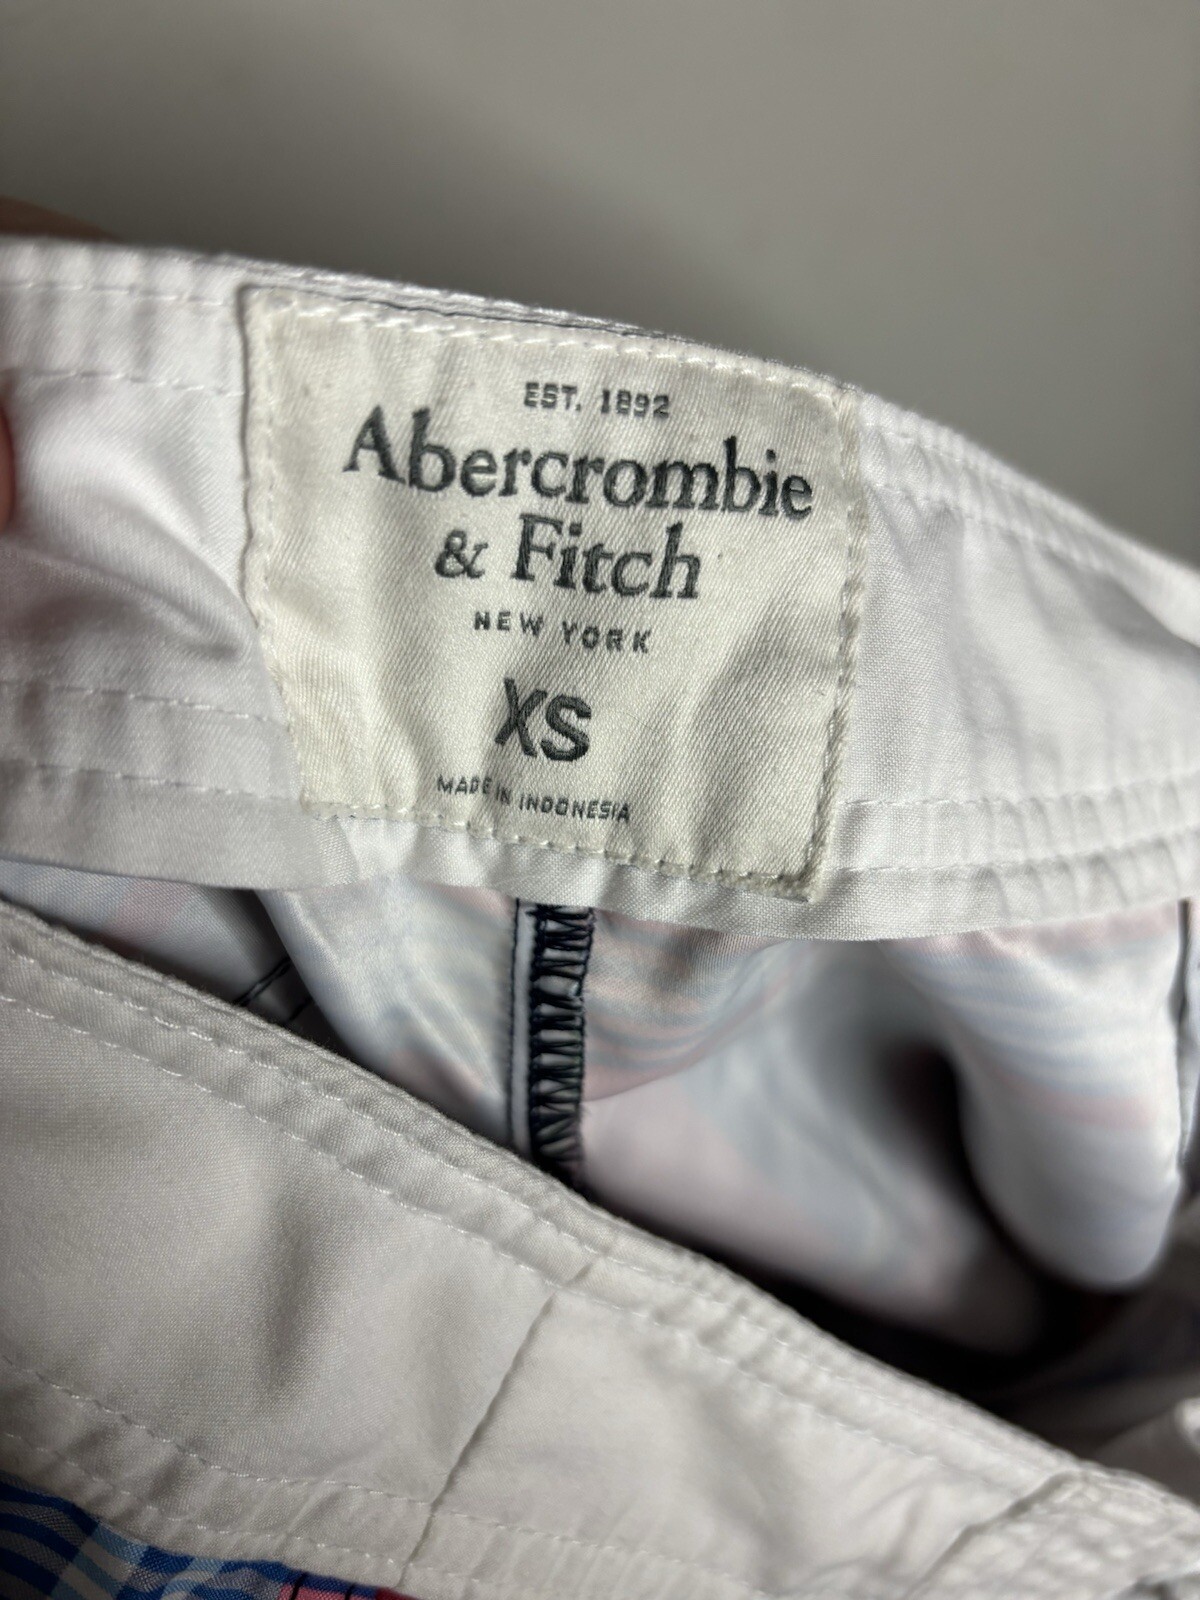 EST. 1892
Abercrombie
& Fitch
NEW YORK
XS
MADE IN INDONESIA